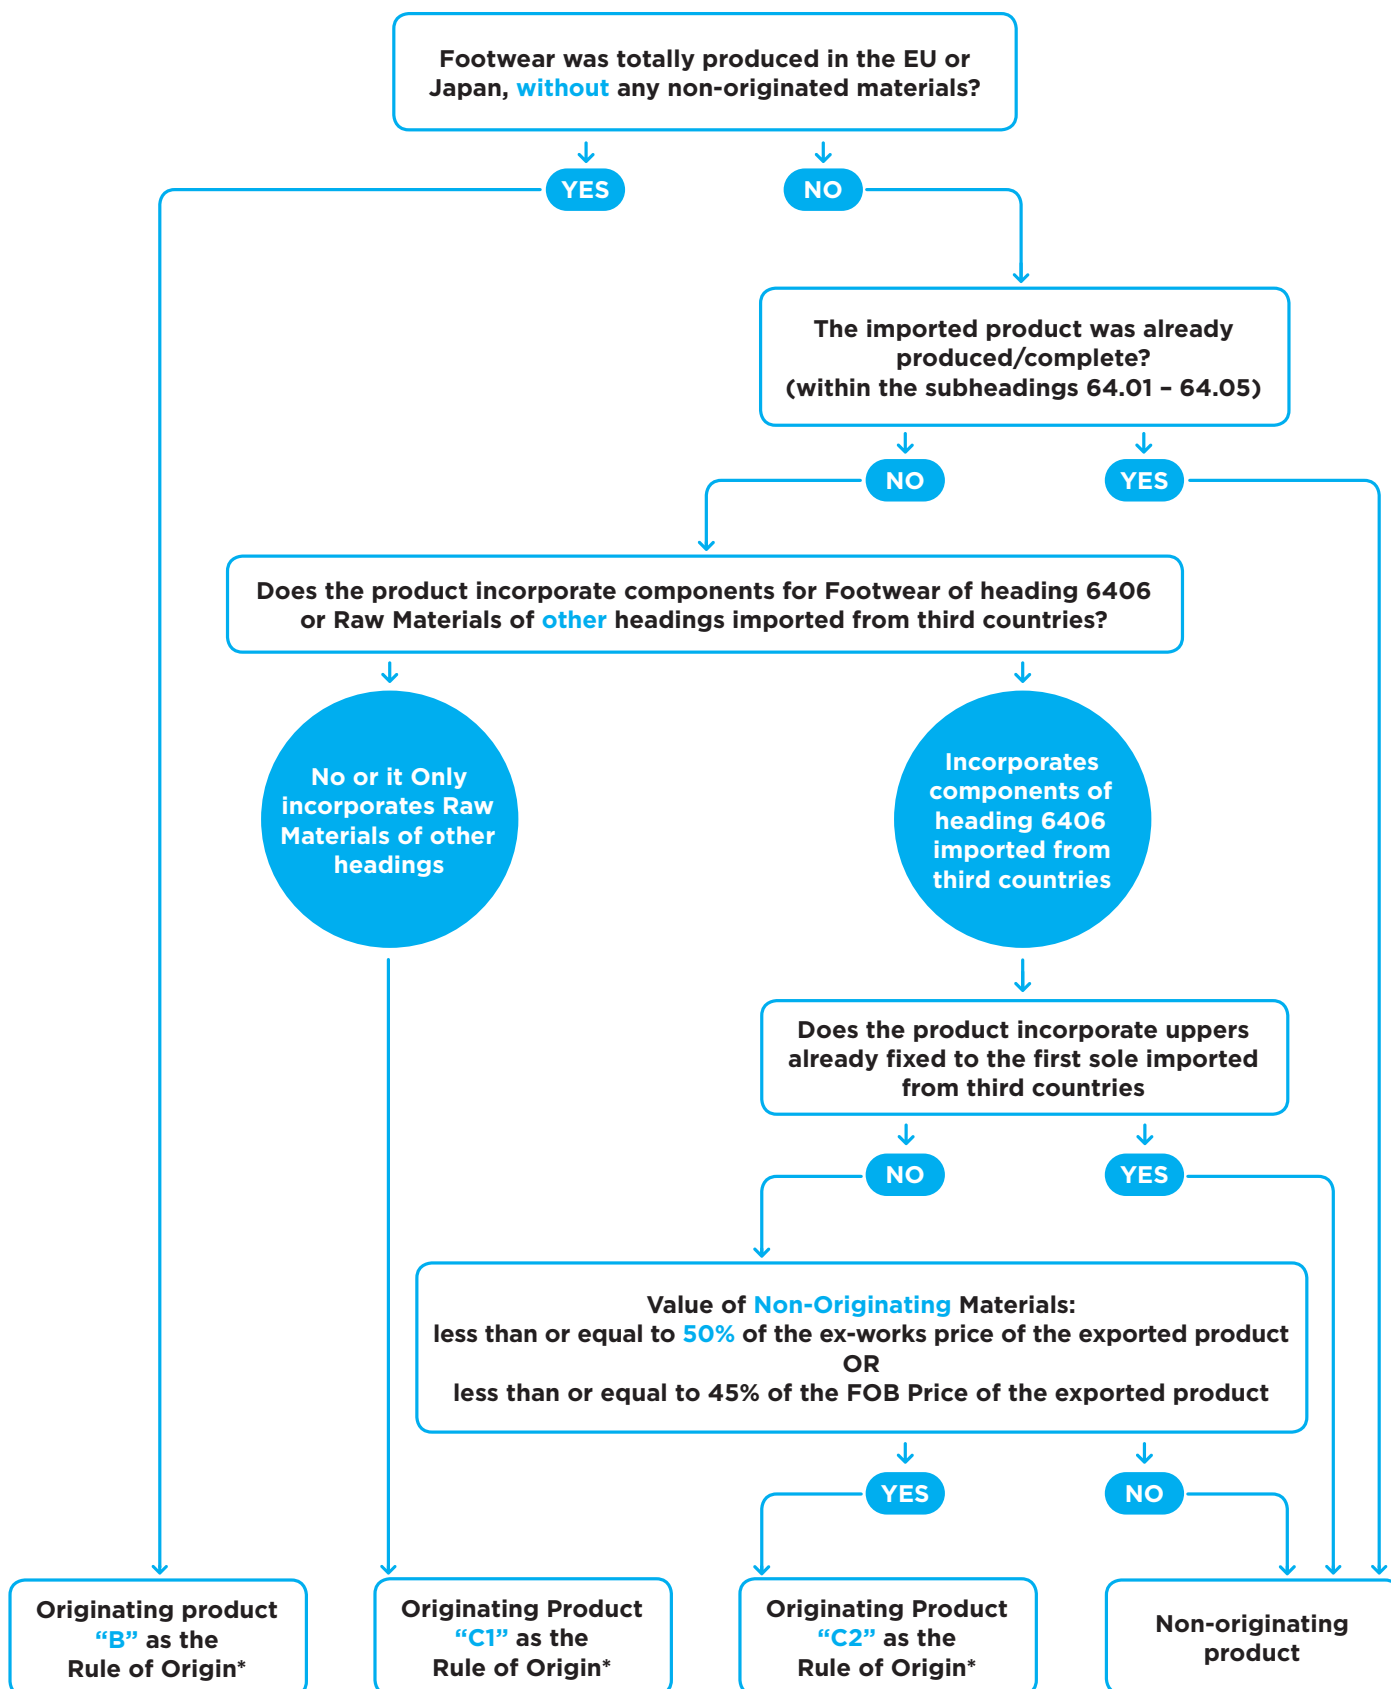 Footwear was totally produced in the EU or
Japan, without any non-originated materials?
YES
NO
The imported product was already
produced/complete?
(within the subheadings 64.01 – 64.05)
NO
YES
Does the product incorporate components for Footwear of heading 6406
or Raw Materials of other headings imported from third countries?
No or it Only
incorporates Raw
Materials of other
headings
Incorporates
components of
heading 6406
imported from
third countries
Does the product incorporate uppers
already fixed to the first sole imported
from third countries
NO
YES
Value of Non-Originating Materials:
less than or equal to 50% of the ex-works price of the exported product
OR
less than or equal to 45% of the FOB Price of the exported product
YES
NO
Originating product
“B” as the
Rule of Origin*
Originating Product
“C1” as the
Rule of Origin*
Originating Product
“C2” as the
Rule of Origin*
Non-originating
product